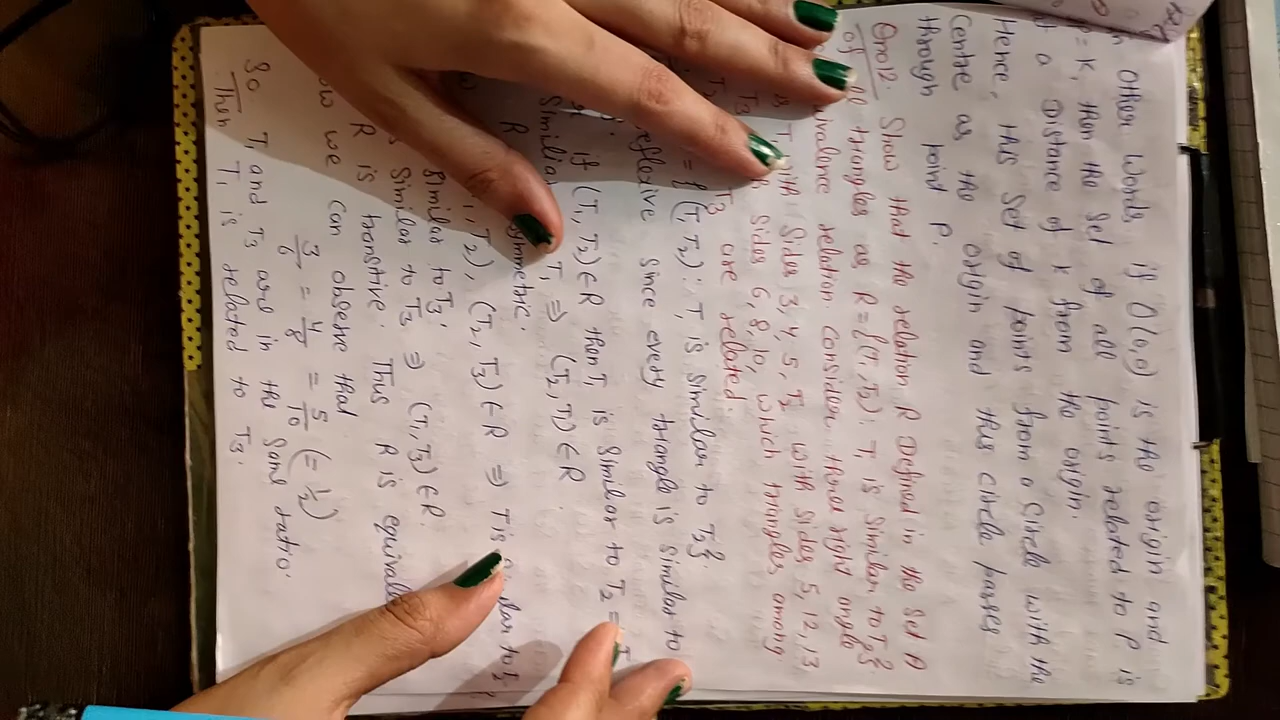 Other words, if O(0,0) is the origin and
= K, then the set of all points related to P is
at a Distance of K from the origin.
Hence, this set of points from a circle with the
Centre as the origin and this circle passes
through point P.
Qno12. Show that the relation R Defined in the set A
of all triangles as R = {(T1, T2): T1 is similar to T2}
equivalence relation. Consider three right angle
T1 with sides 3, 4, 5, T2 with sides 5, 12, 13
T3 sides 6, 8, 10, which triangles among
T3 are related.
= {(T1, T2): T1 is similar to T2}
reflexive since every triangle is similar to
if (T1, T2) ∈ R then T1 is similar to T2 =
Similar T1 ⇒ (T2, T1) ∈ R.
R symmetric.
, T2), (T2, T3) ∈ R ⇒ T is similar to T2
similar to T3.
Similar to T3 ⇒ (T1, T3) ∈ R.
R is transitive. Thus R is
we can observe that
3/6 = 4/8 = 5/10 (= 1/2)
So T1 and T3 are in the same ratio.
Then T1 is related to T3.